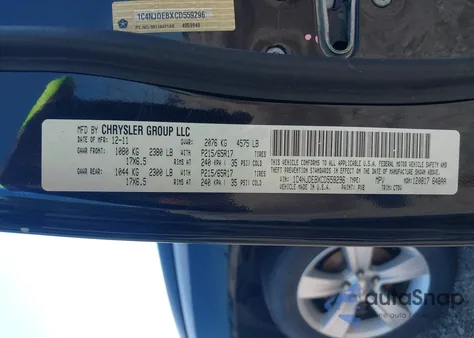 1C4NJDEBXCD559296
MFD BY CHRYSLER GROUP LLC
DATE OF MFR: 12-11 GVWR: 2076 KG 4575 LB
GAWR FRONT: 1080 KG 2380 LB P215/65R17 TIRES
17X6.5 RIMS AT 240 KPA( 35 PSI) COLD
GAWR REAR: 1044 KG 2300 LB P215/65R17 TIRES
17X6.5 RIMS AT 240 KPA( 35 PSI) COLD
THIS VEHICLE CONFORMS TO ALL APPLICABLE U.S.A.
FEDERAL MOTOR VEHICLE SAFETY, BUMPER AND
THEFT PREVENTION STANDARDS IN EFFECT ON THE
DATE OF MANUFACTURE SHOWN ABOVE.
VIN: 1C4NJDEBXCD559296 TYPE: MPV
MADE IN U.S.A. PAINT: PXB TRIM:
autoSnap